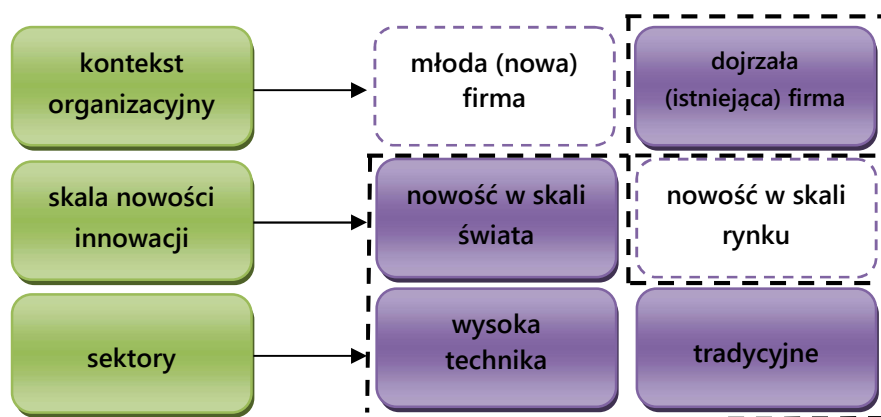 kontekst
organizacyjny
młoda (nowa)
firma
dojrzała
(istniejąca) firma
skala nowości
innowacji
nowość w skali
świata
nowość w skali
rynku
sektory
wysoka
technika
tradycyjne